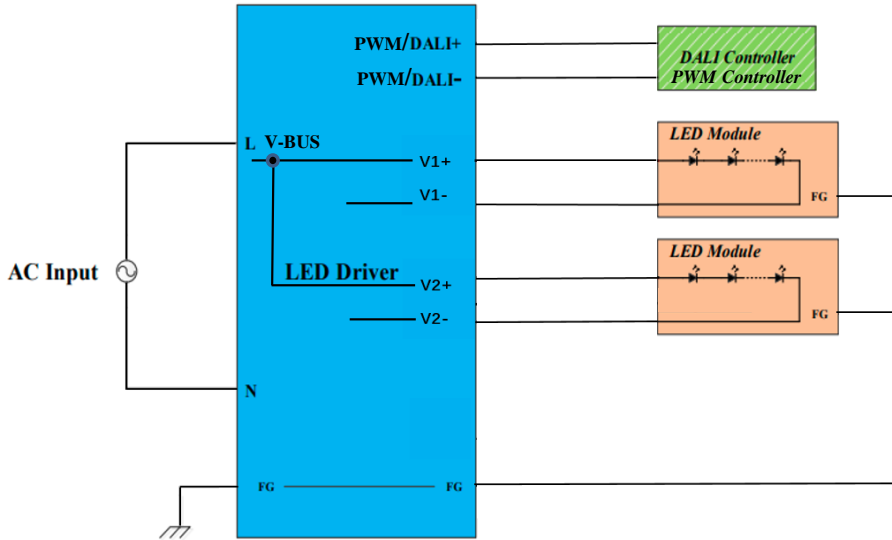 PWM/DALI+
PWM/DALI-
DALI Controller
PWM Controller
L V-BUS
V1+
V1-
LED Module
FG
AC Input
LED Driver
V2+
V2-
LED Module
FG
N
FG
FG